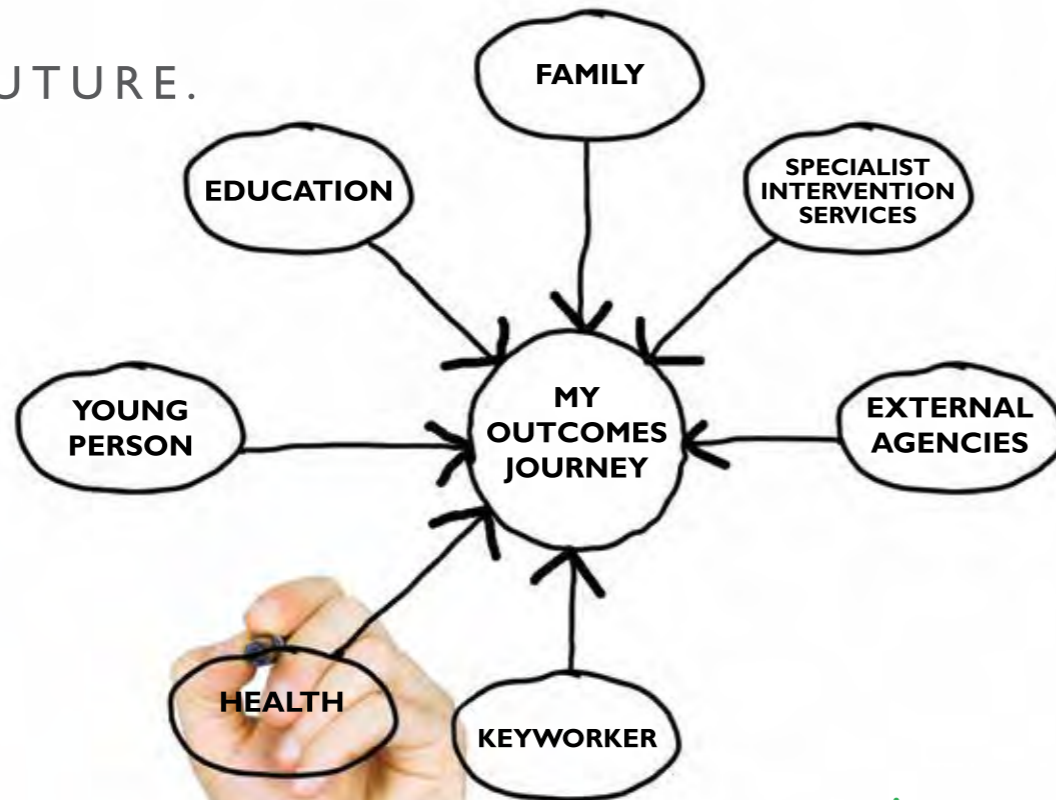 UTURE.
FAMILY
EDUCATION
SPECIALIST
INTERVENTION
SERVICES
YOUNG
PERSON
MY
OUTCOMES
JOURNEY
EXTERNAL
AGENCIES
HEALTH
KEYWORKER